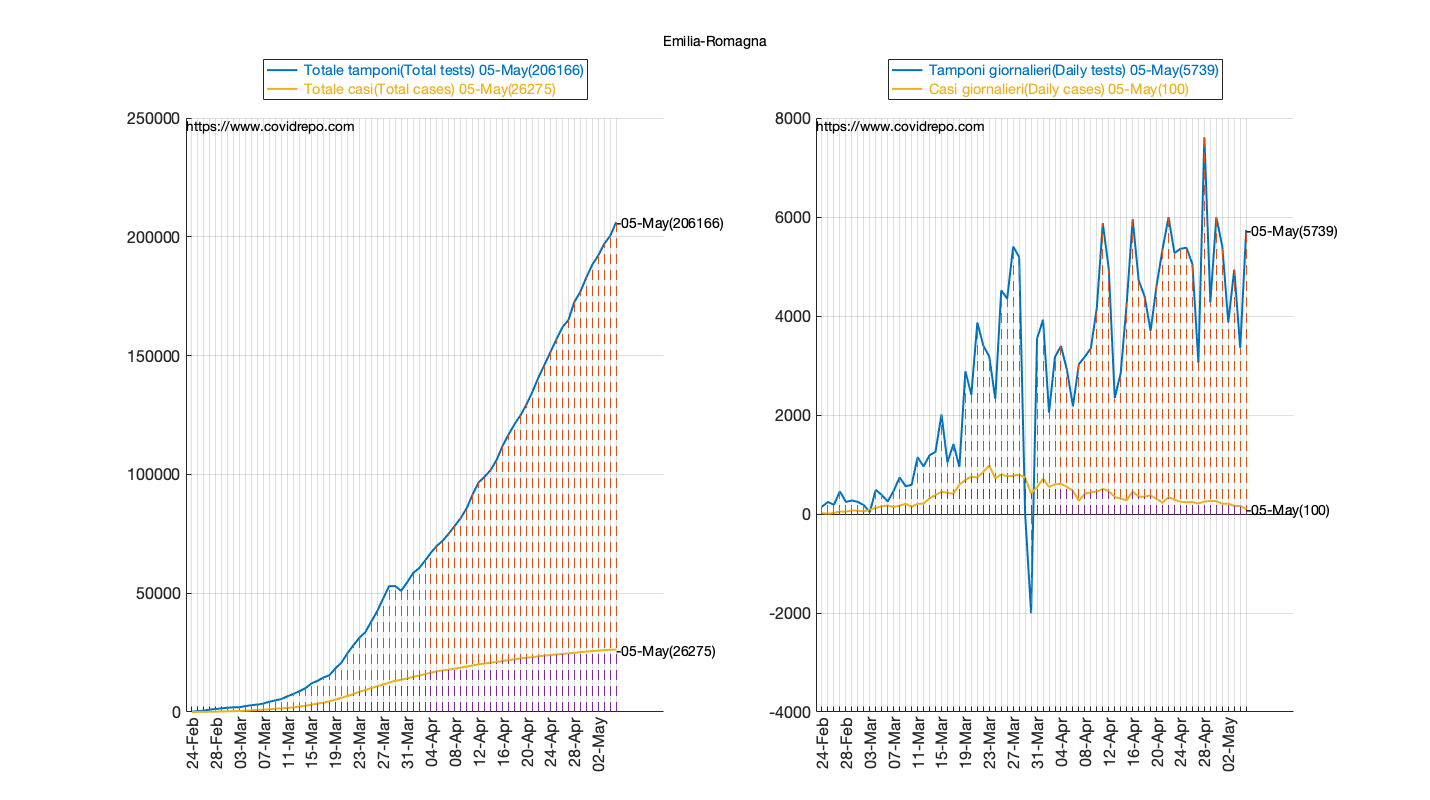 Emilia-Romagna
Totale tamponi(Total tests) 05-May(206166)
Totale casi(Total cases) 05-May(26275)
250000
https://www.covidrepo.com
200000
150000
100000
50000
0
05-May(206166)
05-May(26275)
24-Feb
28-Feb
03-Mar
07-Mar
11-Mar
15-Mar
19-Mar
23-Mar
27-Mar
31-Mar
04-Apr
08-Apr
12-Apr
16-Apr
20-Apr
24-Apr
28-Apr
02-May
Tamponi giornalieri(Daily tests) 05-May(5739)
Casi giornalieri(Daily cases) 05-May(100)
8000
https://www.covidrepo.com
6000
4000
2000
0
-2000
-4000
05-May(5739)
05-May(100)
24-Feb
28-Feb
03-Mar
07-Mar
11-Mar
15-Mar
19-Mar
23-Mar
27-Mar
31-Mar
04-Apr
08-Apr
12-Apr
16-Apr
20-Apr
24-Apr
28-Apr
02-May